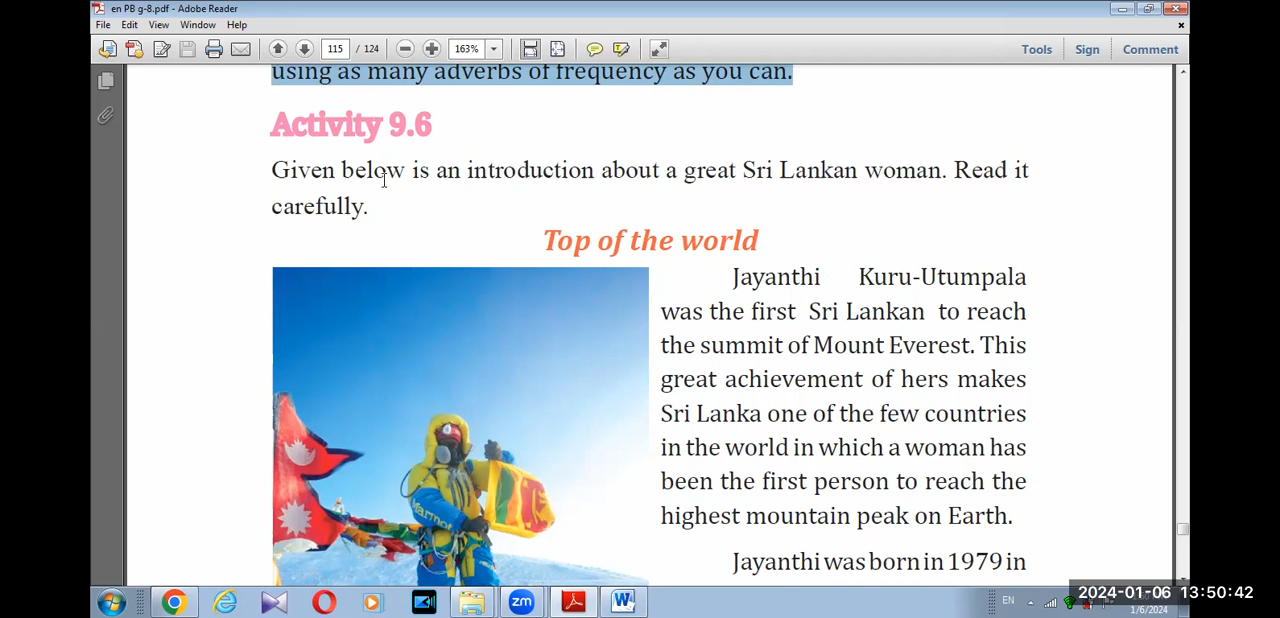 en PB g-8.pdf - Adobe Reader
File Edit View Window Help
115 / 124 163% Tools Sign Comment
using as many adverbs of frequency as you can.
Activity 9.6
Given below is an introduction about a great Sri Lankan woman. Read it
carefully.
Top of the world
Jayanthi Kuru-Utumpala
was the first Sri Lankan to reach
the summit of Mount Everest. This
great achievement of hers makes
Sri Lanka one of the few countries
in the world in which a woman has
been the first person to reach the
highest mountain peak on Earth.
Jayanthi was born in 1979 in
Marmot
zm
EN
2024-01-06 13:50:42
1/6/2024